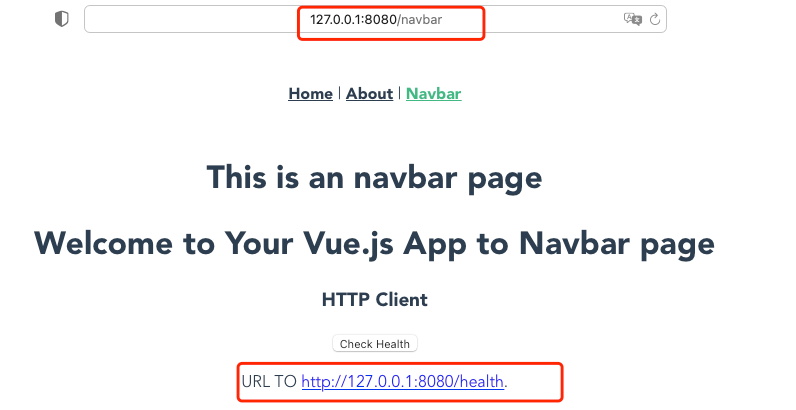 127.0.0.1:8080/navbar
Home | About | Navbar
This is an navbar page
Welcome to Your Vue.js App to Navbar page
HTTP Client
Check Health
URL TO http://127.0.0.1:8080/health.